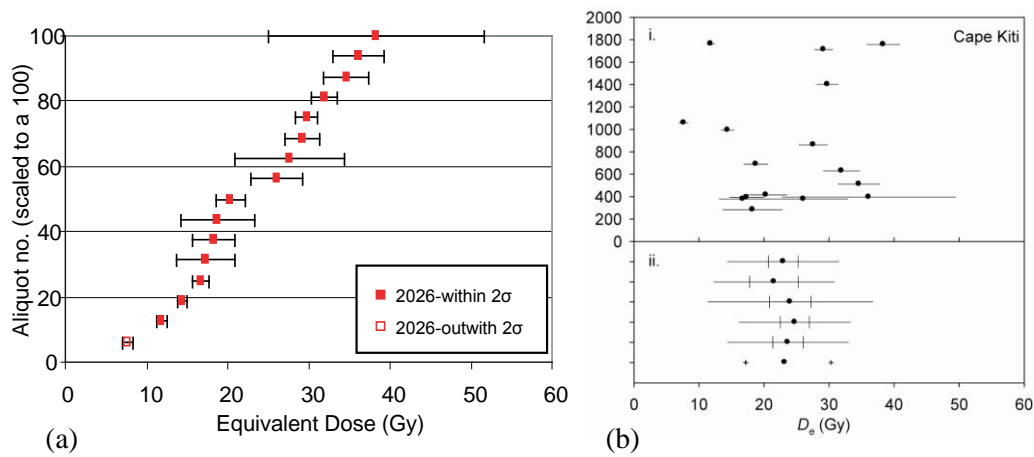 100
80
60
40
20
0
0 10 20 30 40 50 60
Aliquot no. (scaled to a 100)
Equivalent Dose (Gy)
2026-within 2σ
2026-outwith 2σ
(a)
i.
Cape Kiti
2000
1800
1600
1400
1200
1000
800
600
400
200
0
ii.
0 10 20 30 40 50 60
De (Gy)
(b)